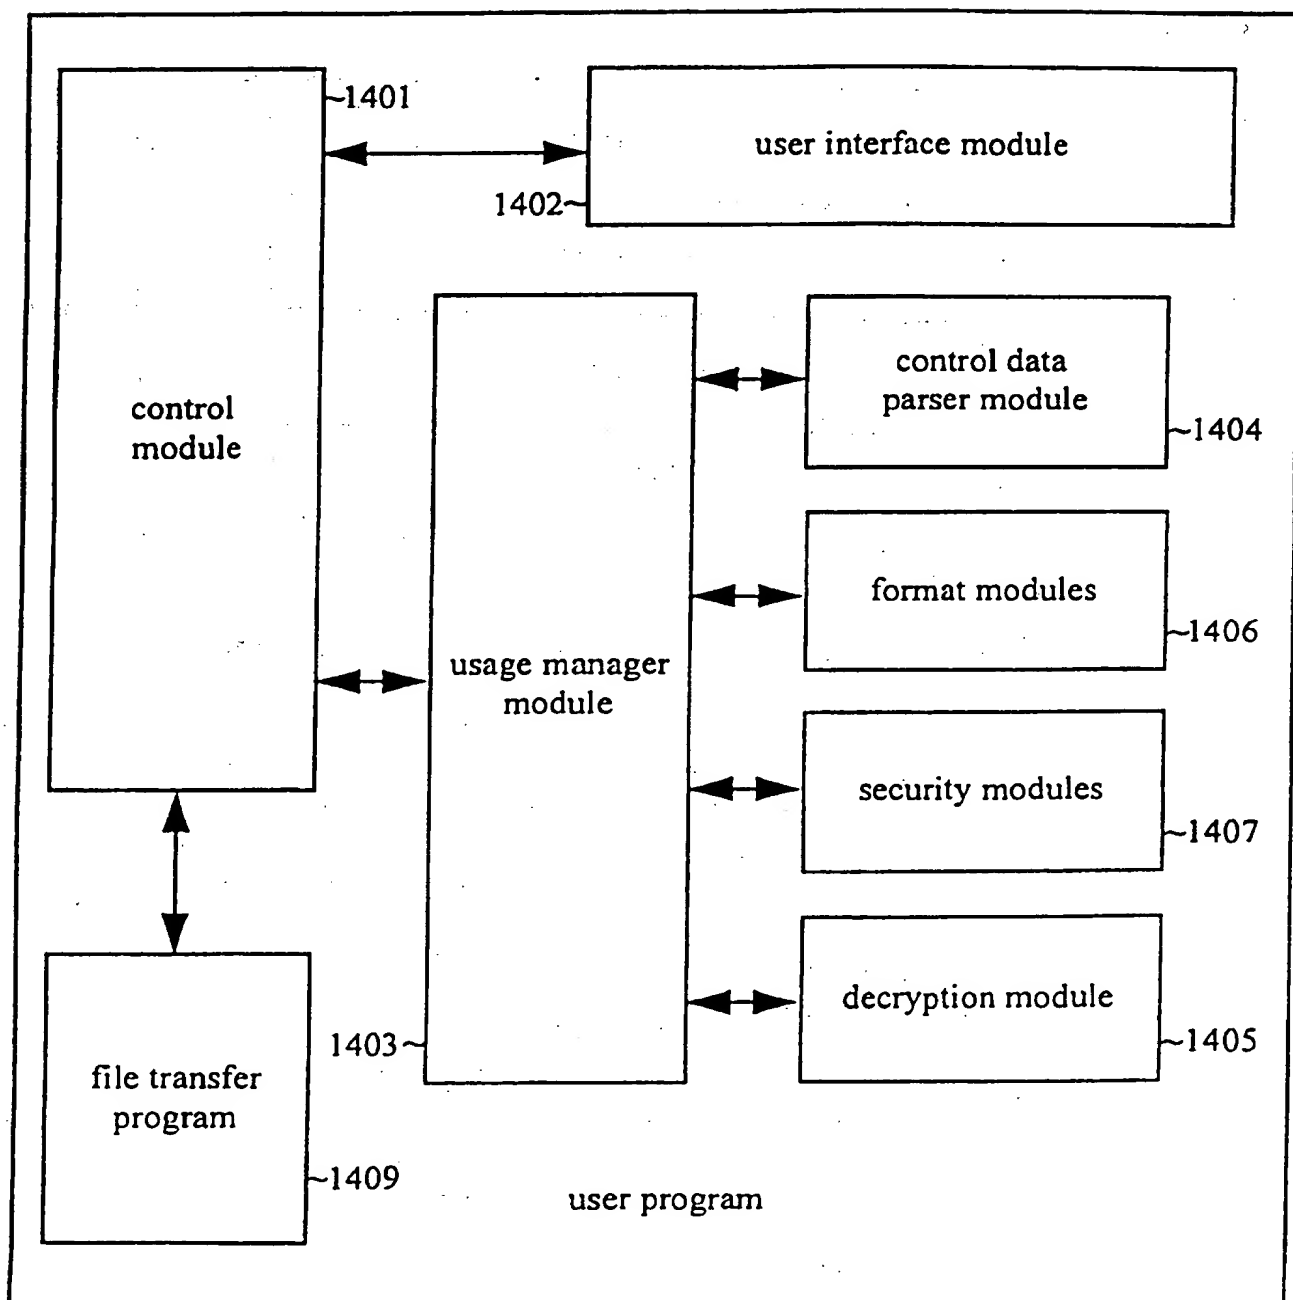 1401
user interface module
1402
control data
parser module
1404
control
module
format modules
1406
usage manager
module
security modules
1407
decryption module
1405
1403
file transfer
program
1409
user program